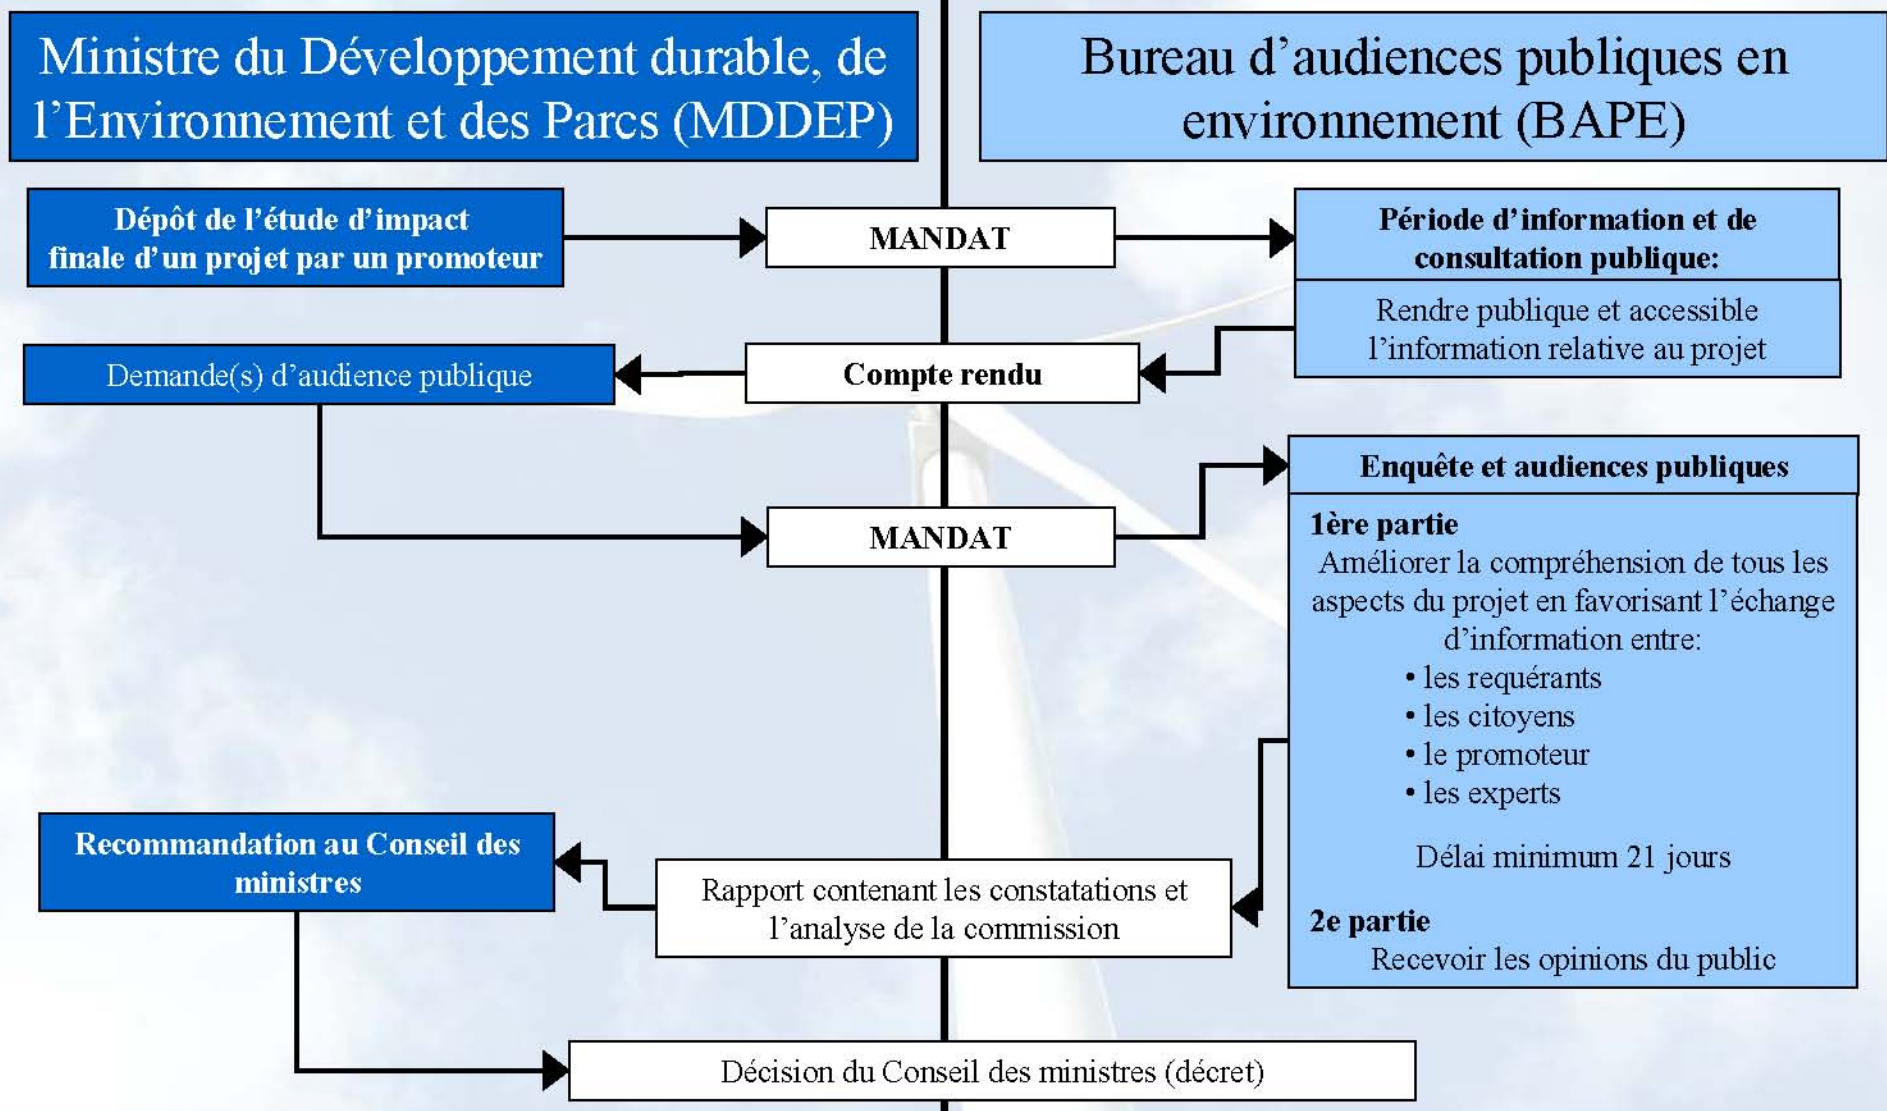 Ministre du Développement durable, de
l'Environnement et des Parcs (MDDEP)
Bureau d'audiences publiques en
environnement (BAPE)
Dépôt de l'étude d'impact
finale d'un projet par un promoteur
MANDAT
Période d'information et de
consultation publique:
Rendre publique et accessible
l'information relative au projet
Compte rendu
Demande(s) d'audience publique
MANDAT
Enquête et audiences publiques
1ère partie
Améliorer la compréhension de tous les
aspects du projet en favorisant l'échange
d'information entre:
• les requérants
• les citoyens
• le promoteur
• les experts
Délai minimum 21 jours
2e partie
Recevoir les opinions du public
Rapport contenant les constatations et
l'analyse de la commission
Recommandation au Conseil des
ministres
Décision du Conseil des ministres (décret)